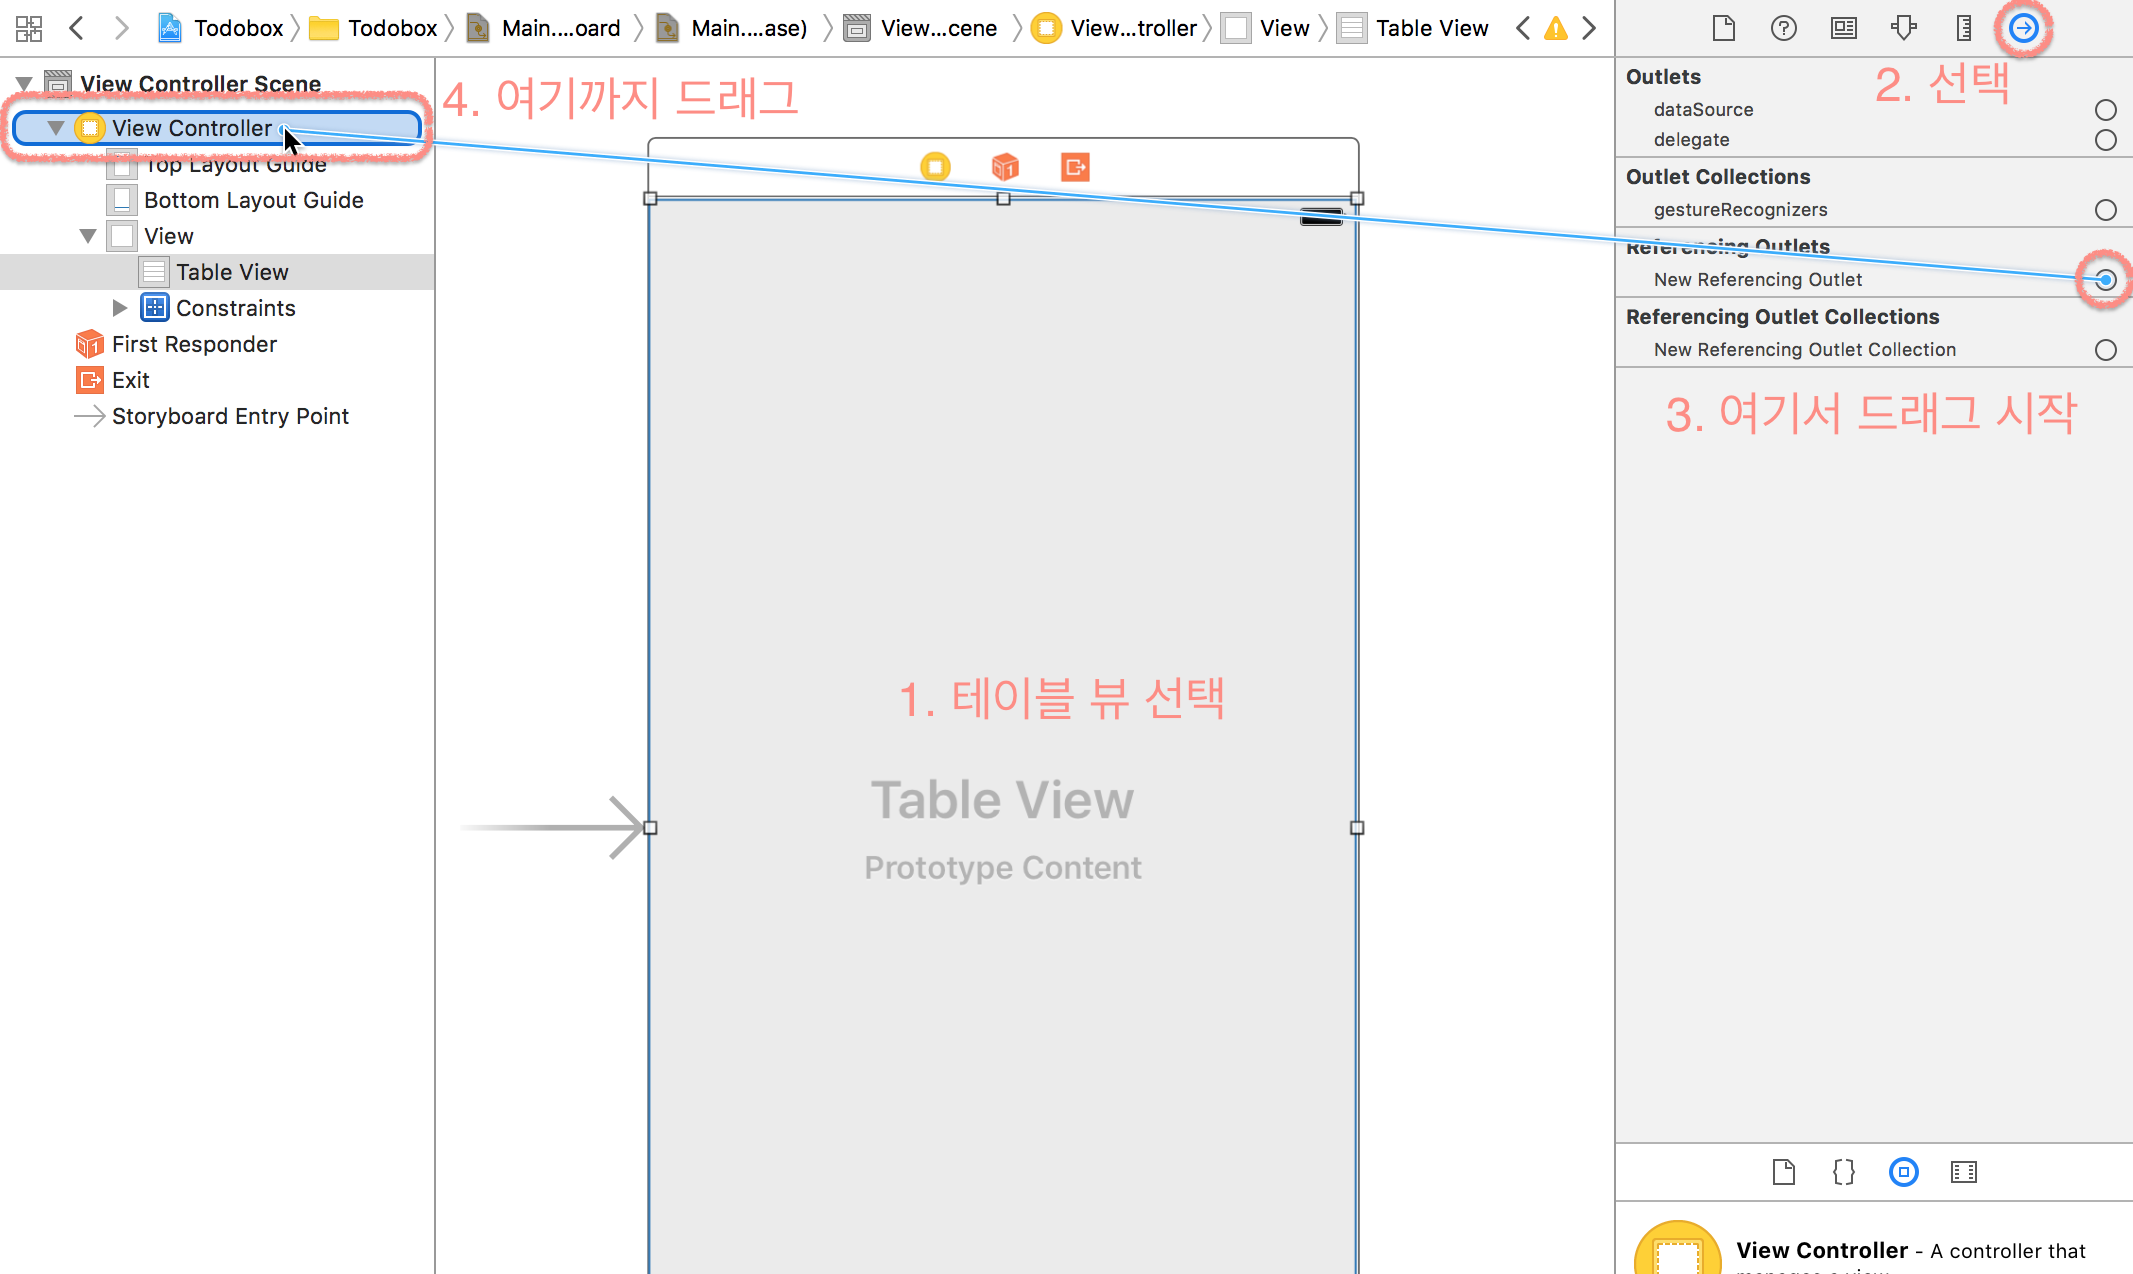 Todobox
Todobox
Main....oard
Main....ase)
View...cene
View...troller
View
Table View
View Controller Scene
View Controller
Top Layout Guide
Bottom Layout Guide
View
Table View
Constraints
First Responder
Exit
Storyboard Entry Point
4. 여기까지 드래그
1. 테이블 뷰 선택
Table View
Prototype Content
2. 선택
Outlets
dataSource
delegate
Outlet Collections
gestureRecognizers
Referencing Outlets
New Referencing Outlet
Referencing Outlet Collections
New Referencing Outlet Collection
3. 여기서 드래그 시작
View Controller - A controller that
manages a view